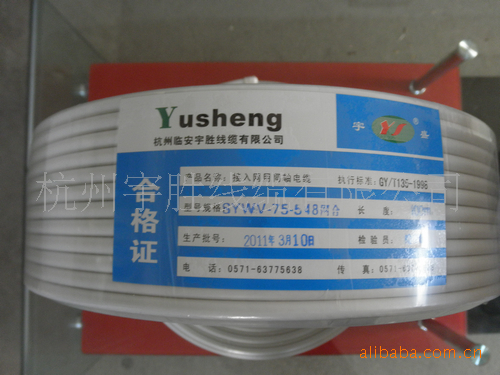 Yusheng
杭州临安宇胜线缆有限公司
宇 YS ® 胜
合格证
产品名称: 接入网用同轴电缆 执行标准: GY/T135-1998
型号规格 SYWV-75-5 48网合 长 度:
生产批号: 2011年3月10日 检 验 员:
电 话: 0571-63775638 传 真: 0571-63
杭州宇胜线缆有限公司
alibaba.com.cn